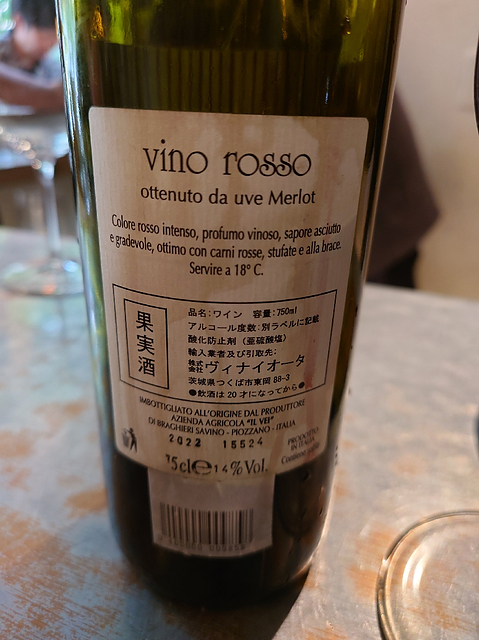 vino rosso
ottenuto da uve Merlot
Colore rosso intenso, profumo vinoso, sapore asciutto
e gradevole, ottimo con carni rosse, stufate e alla brace.
Servire a 18° C.
果実酒
品名：ワイン 容量：750ml
アルコール度数：別ラベルに記載
酸化防止剤（亜硫酸塩）
輸入業者及び引取先：
株式会社ヴィナイオータ
茨城県つくば市東岡 88-3
●飲酒は 20 才になってから●
IMBOTTIGLIATO ALL'ORIGINE DAL PRODUTTORE
AZIENDA AGRICOLA "IL VEI"
DI BRAGHIERI SAVINO - PIOZZANO - ITALIA
2022 15524
PRODOTTO
IN ITALIA
Contiene
75cl e 14% Vol.